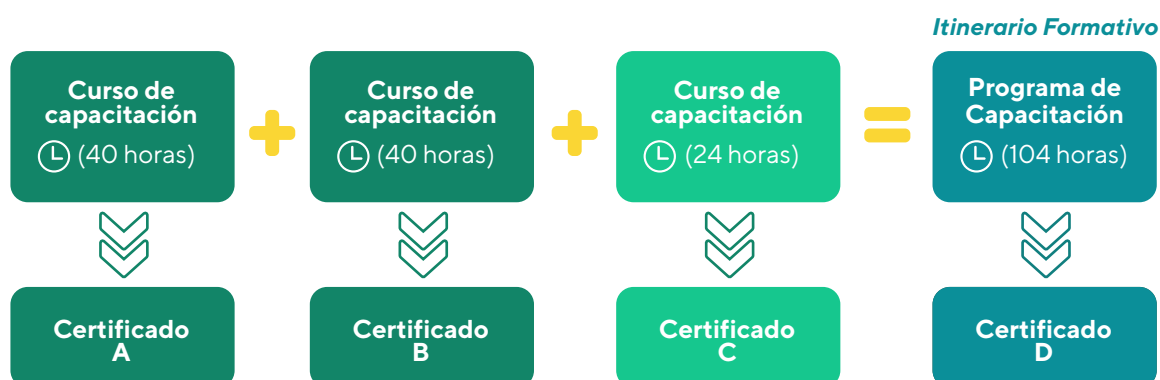 Itinerario Formativo
Curso de
capacitación
(40 horas)
+
Curso de
capacitación
(40 horas)
+
Curso de
capacitación
(24 horas)
=
Programa de
Capacitación
(104 horas)
Certificado
A
Certificado
B
Certificado
C
Certificado
D